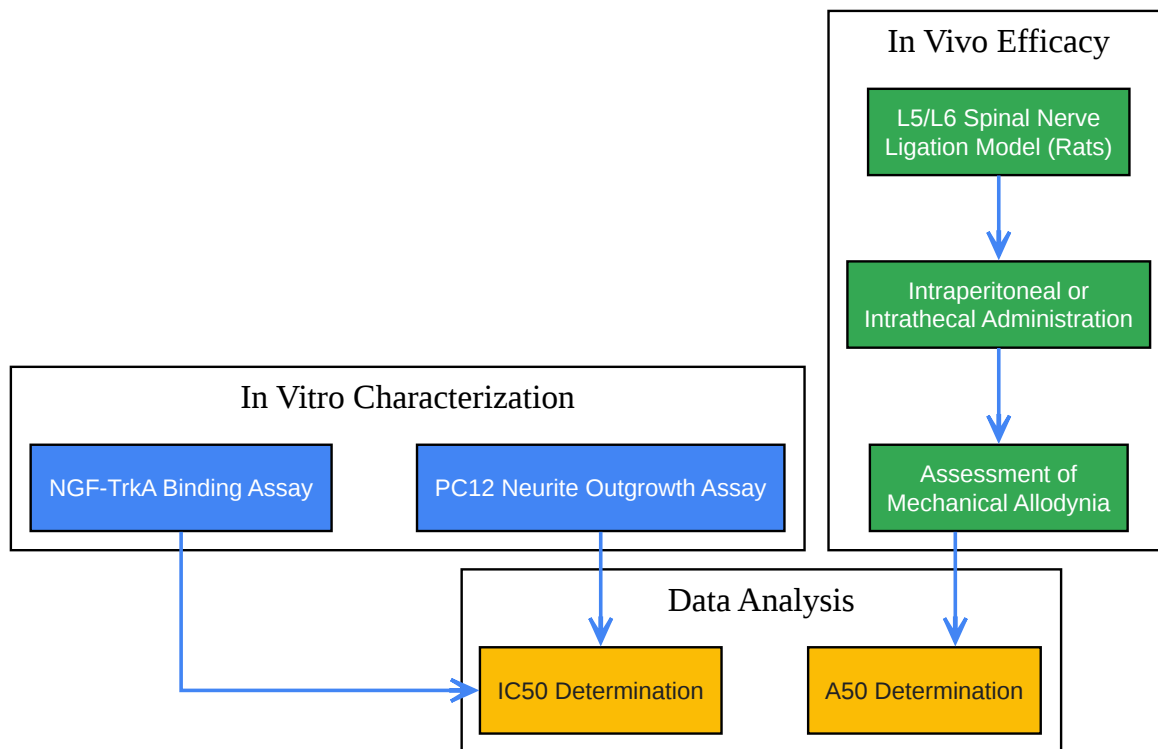 In Vivo Efficacy
L5/L6 Spinal Nerve
Ligation Model (Rats)
Intraperitoneal or
Intrathecal Administration
Assessment of
Mechanical Allodynia
In Vitro Characterization
NGF-TrkA Binding Assay
PC12 Neurite Outgrowth Assay
Data Analysis
IC50 Determination
A50 Determination